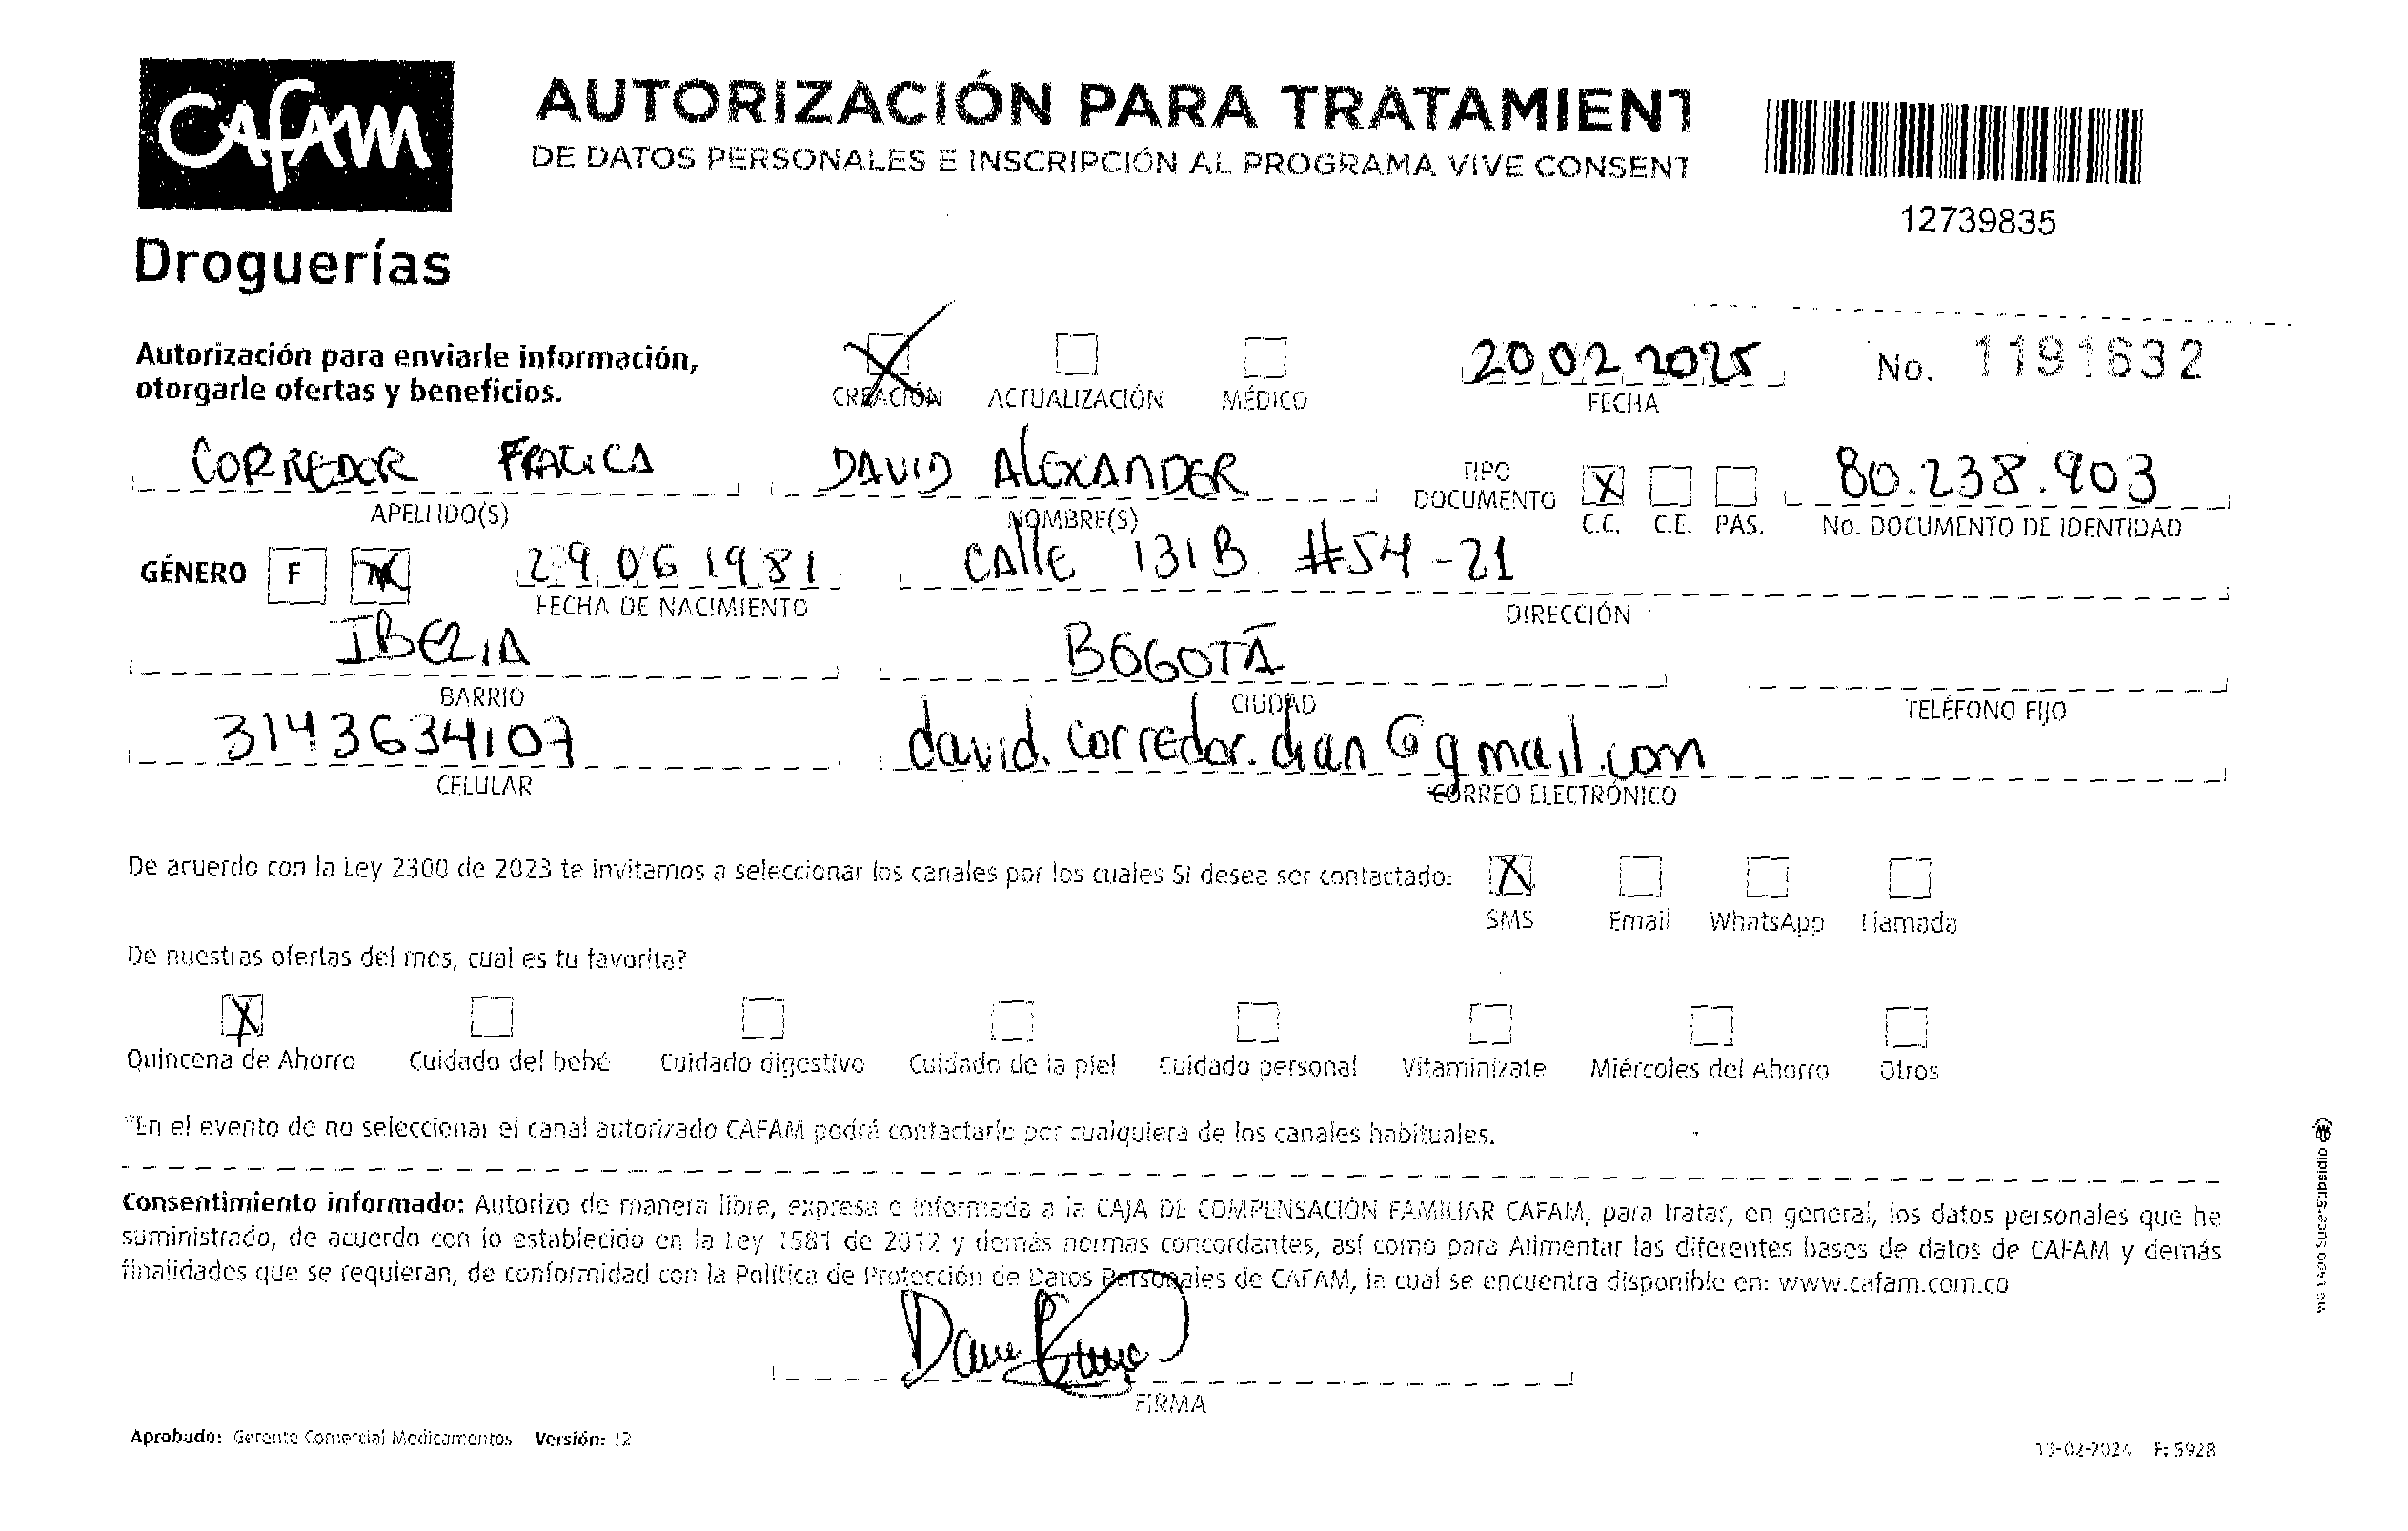 CAFAM
Droguerías
AUTORIZACIÓN PARA TRATAMIENT
DE DATOS PERSONALES E INSCRIPCIÓN AL PROGRAMA VIVE CONSENT
12739835
Autorización para enviarle información,
otorgarle ofertas y beneficios.
X CREACIÓN ACTUALIZACIÓN MÉDICO
20 02 2025
FECHA
No. 1191632
CORREDOR
APELLIDO(S)
DAVID ALEXANDER
NOMBRE(S)
TIPO DOCUMENTO X C.C. C.E. PAS.
80.238.903
No. DOCUMENTO DE IDENTIDAD
GÉNERO F M
29 06 1981
FECHA DE NACIMIENTO
CAllE 131B #54-21
DIRECCIÓN
IBERIA
BARRIO
BOGOTÁ
CIUDAD
TELÉFONO FIJO
3143634107
CELULAR
david.corredor.dian@gmail.com
CORREO ELECTRÓNICO
De acuerdo con la Ley 2300 de 2023 te invitamos a seleccionar los canales por los cuales Si desea ser contactado:
X SMS Email WhatsApp Llamada
De nuestras ofertas del mes, cual es tu favorita?
X Quincena de Ahorro Cuidado del bebé Cuidado digestivo Cuidado de la piel Cuidado personal Vitaminízate Miércoles del Ahorro Otros
*En el evento de no seleccionar el canal autorizado CAFAM podrá contactarlo por cualquiera de los canales habituales.
Consentimiento informado: Autorizo de manera libre, expresa e informada a la CAJA DE COMPENSACIÓN FAMILIAR CAFAM, para tratar, en general, los datos personales que he
suministrado, de acuerdo con lo establecido en la Ley 1581 de 2012 y demás normas concordantes, así como para Alimentar las diferentes bases de datos de CAFAM y demás
finalidades que se requieran, de conformidad con la Política de Protección de Datos Personales de CAFAM, la cual se encuentra disponible en: www.cafam.com.co
FIRMA
Aprobado: Gerente Comercial Medicamentos Versión: 12
13-02-2024 F: 5928